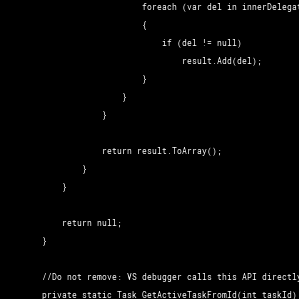 foreach (var del in innerDelegat
{
if (del != null)
result.Add(del);
}
}
}
return result.ToArray();
}
}
return null;
}
//Do not remove: VS debugger calls this API directly
private static Task GetActiveTaskFromId(int taskId)